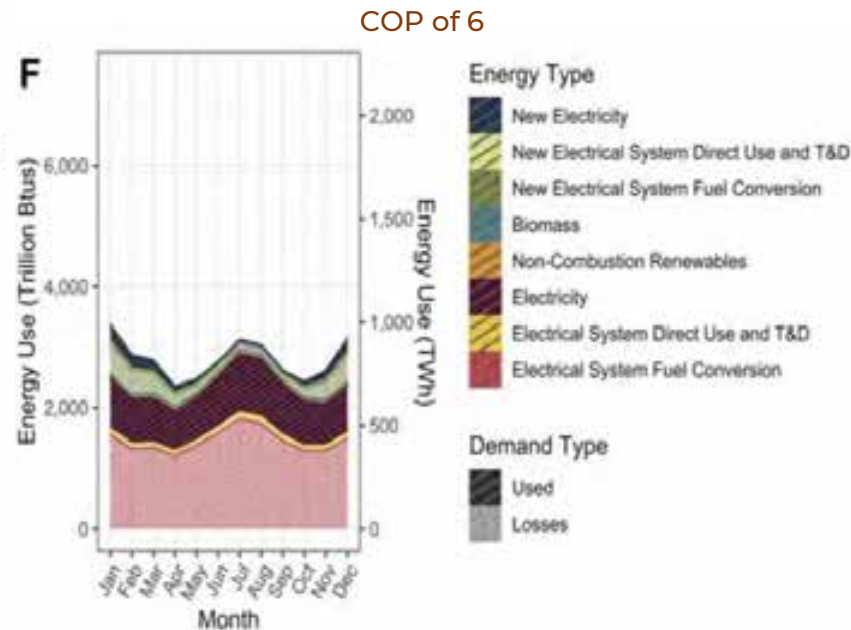 COP of 6
F
Energy Use (Trillion Btus)
6,000
4,000
2,000
0
2,000
1,500
1,000
500
0
Energy Use (TWh)
Jan
Feb
Mar
Apr
May
Jun
Jul
Aug
Sep
Oct
Nov
Dec
Month
Energy Type
New Electricity
New Electrical System Direct Use and T&D
New Electrical System Fuel Conversion
Biomass
Non-Combustion Renewables
Electricity
Electrical System Direct Use and T&D
Electrical System Fuel Conversion
Demand Type
Used
Losses